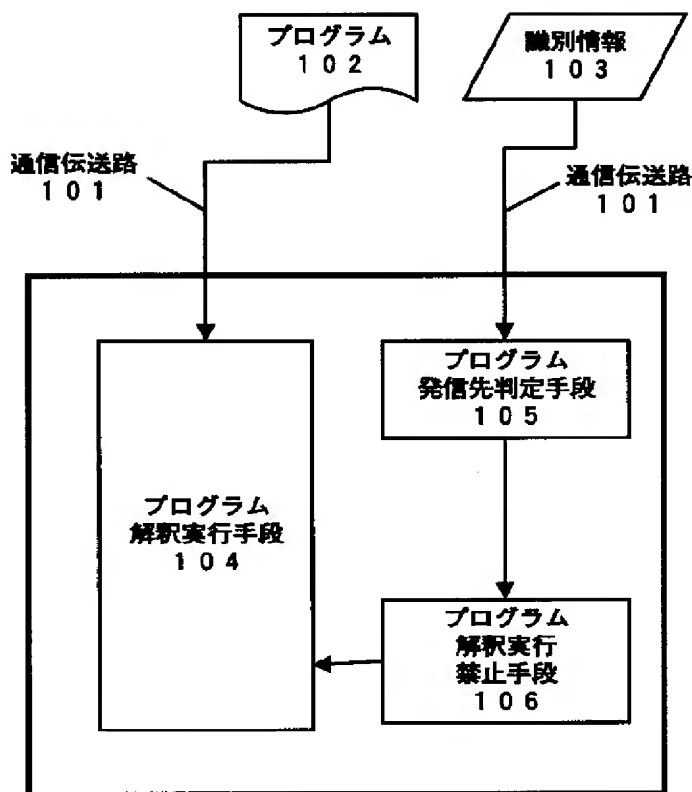 プログラム
102
識別情報
103
通信伝送路
101
通信伝送路
101
プログラム
発信先判定手段
105
プログラム
解釈実行手段
104
プログラム
解釈実行
禁止手段
106